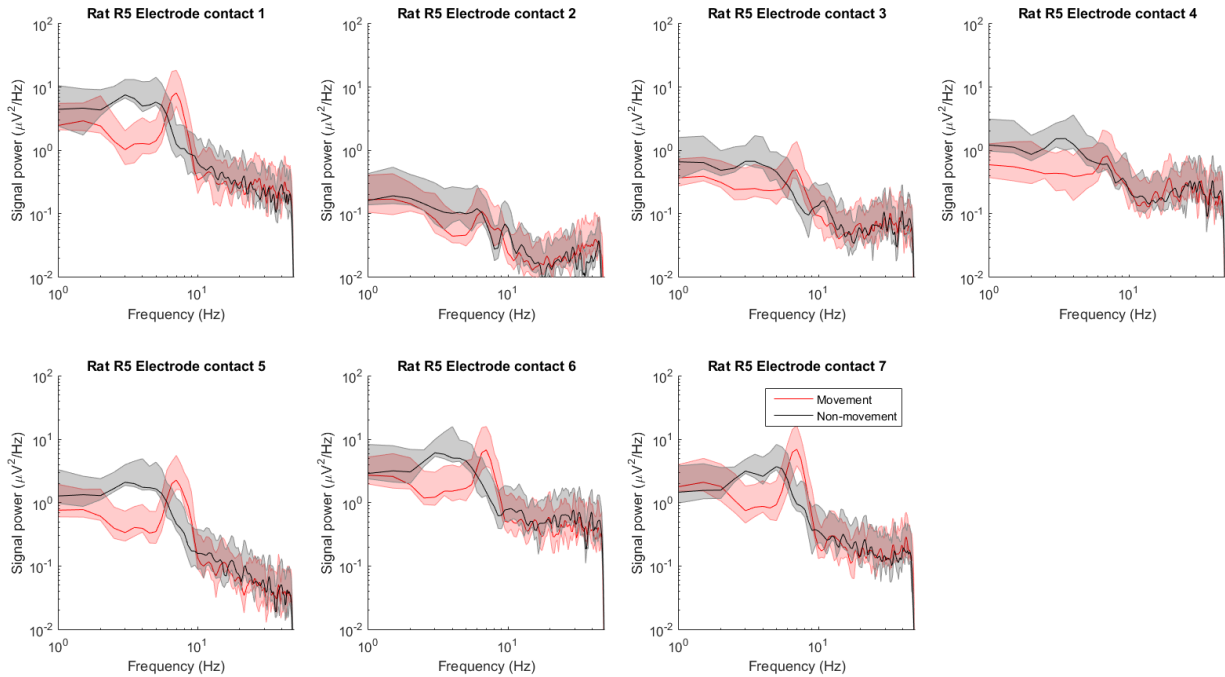 Rat R5 Electrode contact 1
10^2
10^1
10^0
10^-1
10^-2
Signal power (μV^2/Hz)
10^0
10^1
Frequency (Hz)
Rat R5 Electrode contact 2
10^2
10^1
10^0
10^-1
10^-2
Signal power (μV^2/Hz)
10^0
10^1
Frequency (Hz)
Rat R5 Electrode contact 3
10^2
10^1
10^0
10^-1
10^-2
Signal power (μV^2/Hz)
10^0
10^1
Frequency (Hz)
Rat R5 Electrode contact 4
10^2
10^1
10^0
10^-1
10^-2
Signal power (μV^2/Hz)
10^0
10^1
Frequency (Hz)
Rat R5 Electrode contact 5
10^2
10^1
10^0
10^-1
10^-2
Signal power (μV^2/Hz)
10^0
10^1
Frequency (Hz)
Rat R5 Electrode contact 6
10^2
10^1
10^0
10^-1
10^-2
Signal power (μV^2/Hz)
10^0
10^1
Frequency (Hz)
Rat R5 Electrode contact 7
Movement
Non-movement
10^2
10^1
10^0
10^-1
10^-2
Signal power (μV^2/Hz)
10^0
10^1
Frequency (Hz)